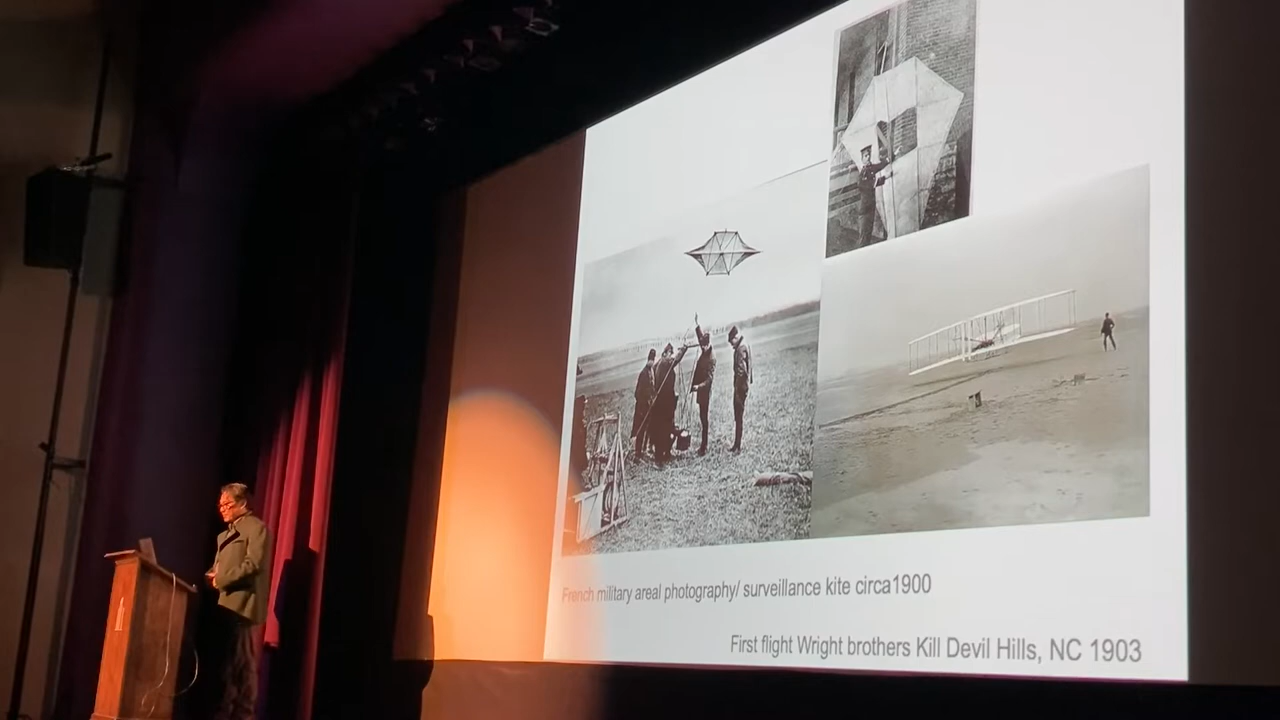 French military areal photography/ surveillance kite circa1900
First flight Wright brothers Kill Devil Hills, NC 1903